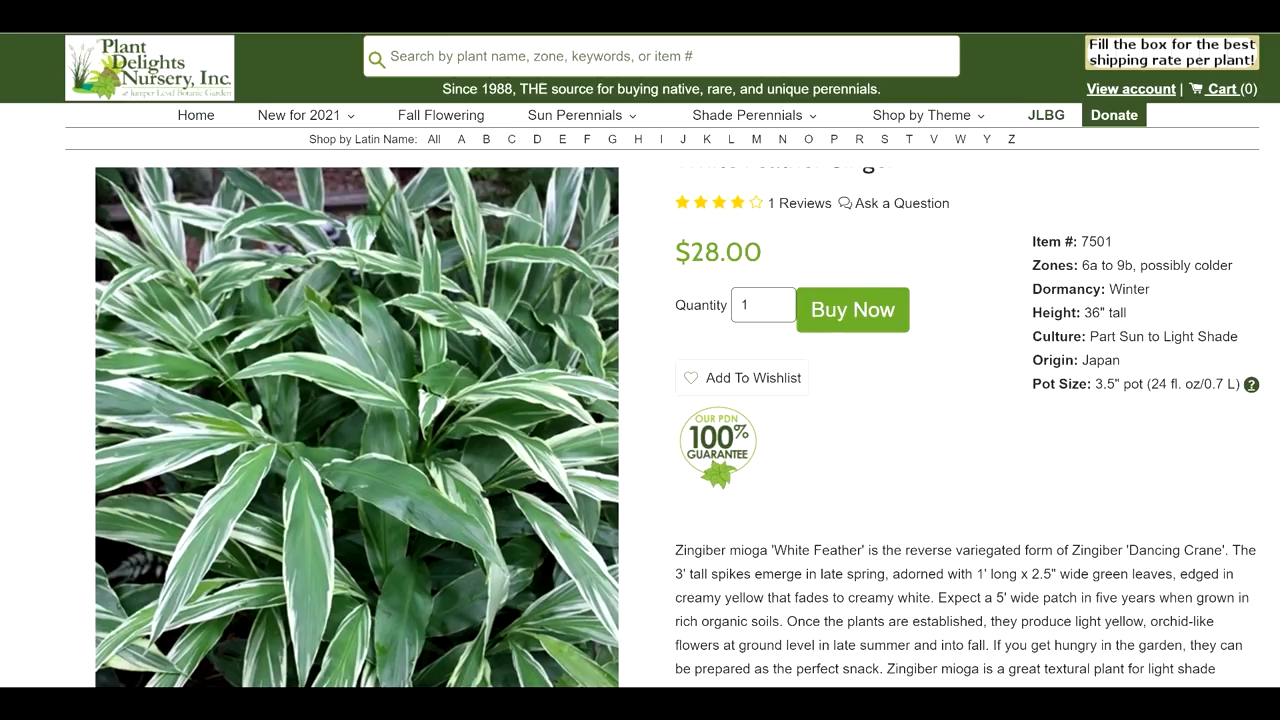 Plant
Delights
Nursery, Inc.
at Juniper Level Botanic Garden
Search by plant name, zone, keywords, or item #
Since 1988, THE source for buying native, rare, and unique perennials.
Fill the box for the best
shipping rate per plant!
View account | Cart (0)
Home New for 2021 Fall Flowering Sun Perennials Shade Perennials Shop by Theme JLBG Donate
Shop by Latin Name: All A B C D E F G H I J K L M N O P R S T V W Y Z
1 Reviews Ask a Question
$28.00
Quantity 1 Buy Now
Add To Wishlist
OUR PDN
100%
GUARANTEE
Item #: 7501
Zones: 6a to 9b, possibly colder
Dormancy: Winter
Height: 36" tall
Culture: Part Sun to Light Shade
Origin: Japan
Pot Size: 3.5" pot (24 fl. oz/0.7 L) ?
Zingiber mioga 'White Feather' is the reverse variegated form of Zingiber 'Dancing Crane'. The
3' tall spikes emerge in late spring, adorned with 1' long x 2.5" wide green leaves, edged in
creamy yellow that fades to creamy white. Expect a 5' wide patch in five years when grown in
rich organic soils. Once the plants are established, they produce light yellow, orchid-like
flowers at ground level in late summer and into fall. If you get hungry in the garden, they can
be prepared as the perfect snack. Zingiber mioga is a great textural plant for light shade